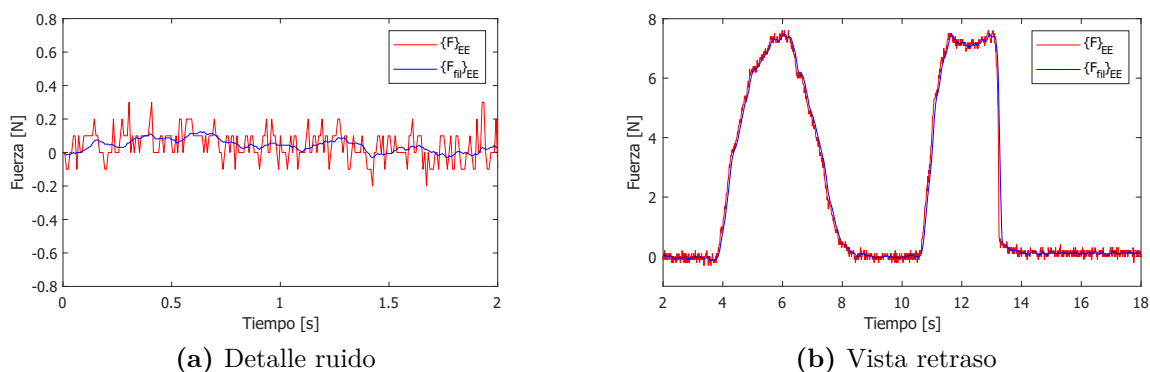 0.8
0.6
0.4
0.2
0
-0.2
-0.4
-0.6
-0.8
Fuerza [N]
0
0.5
1
1.5
2
Tiempo [s]
{F}EE
{Ffil}EE
(a) Detalle ruido
8
6
4
2
0
Fuerza [N]
2
4
6
8
10
12
14
16
18
Tiempo [s]
{F}EE
{Ffil}EE
(b) Vista retraso